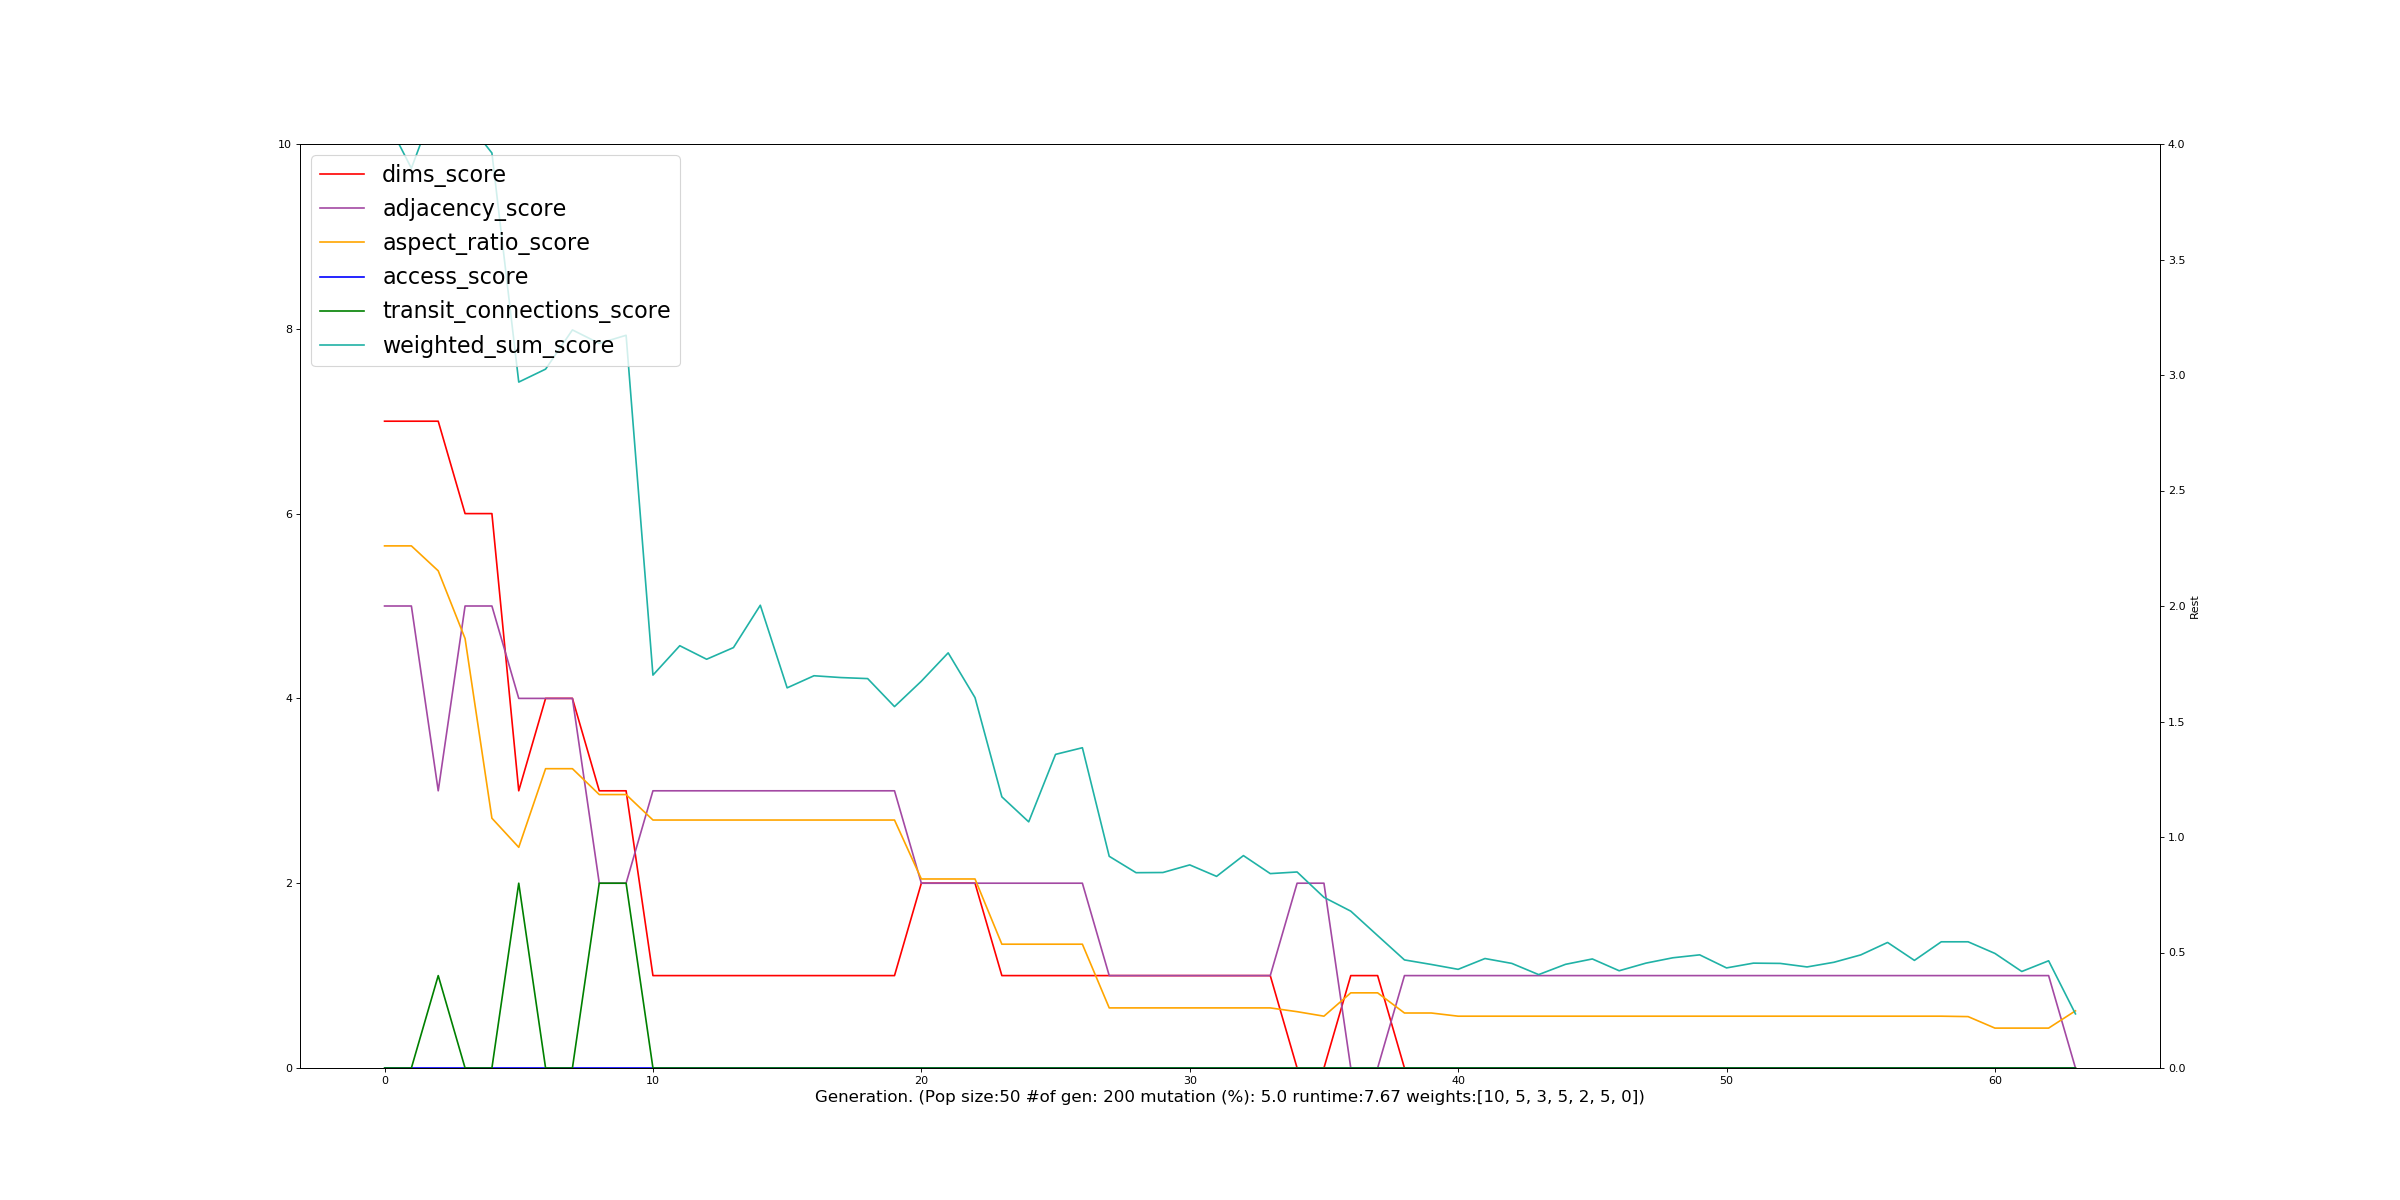 10
8
6
4
2
0
dims_score
adjacency_score
aspect_ratio_score
access_score
transit_connections_score
weighted_sum_score
4.0
3.5
3.0
2.5
2.0
1.5
1.0
0.5
0.0
Rest
0 10 20 30 40 50 60
Generation. (Pop size:50 #of gen: 200 mutation (%): 5.0 runtime:7.67 weights:[10, 5, 3, 5, 2, 5, 0])